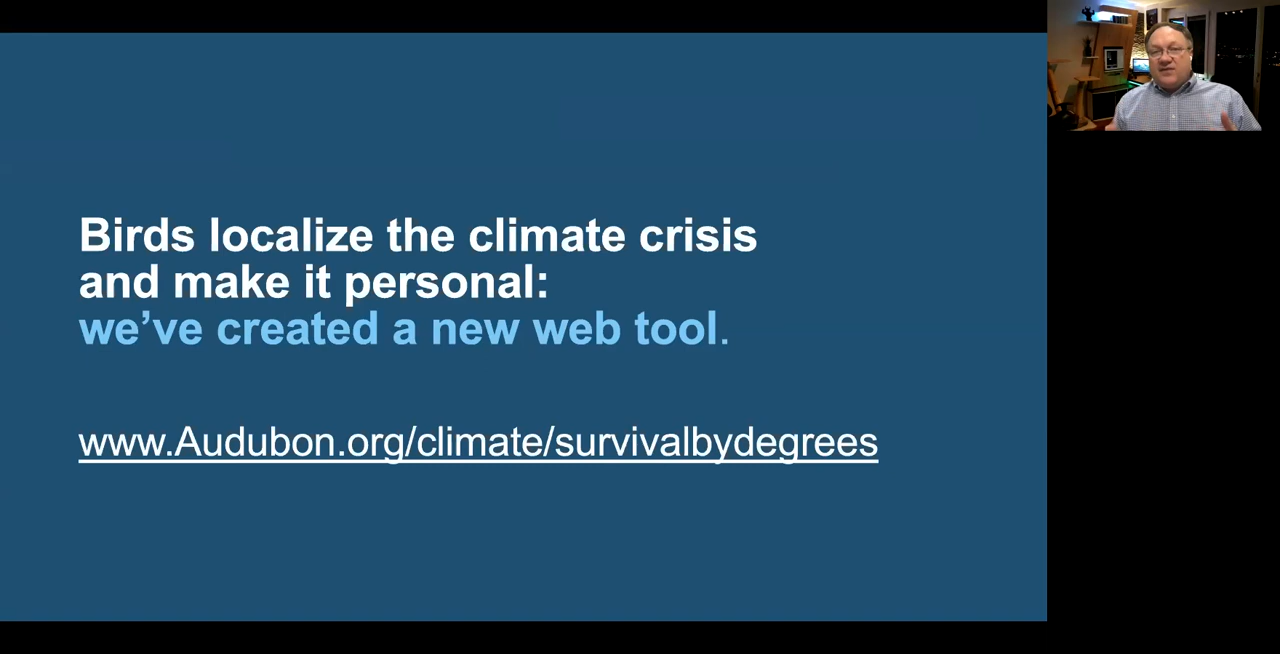 Birds localize the climate crisis
and make it personal:
we’ve created a new web tool.
www.Audubon.org/climate/survivalbydegrees